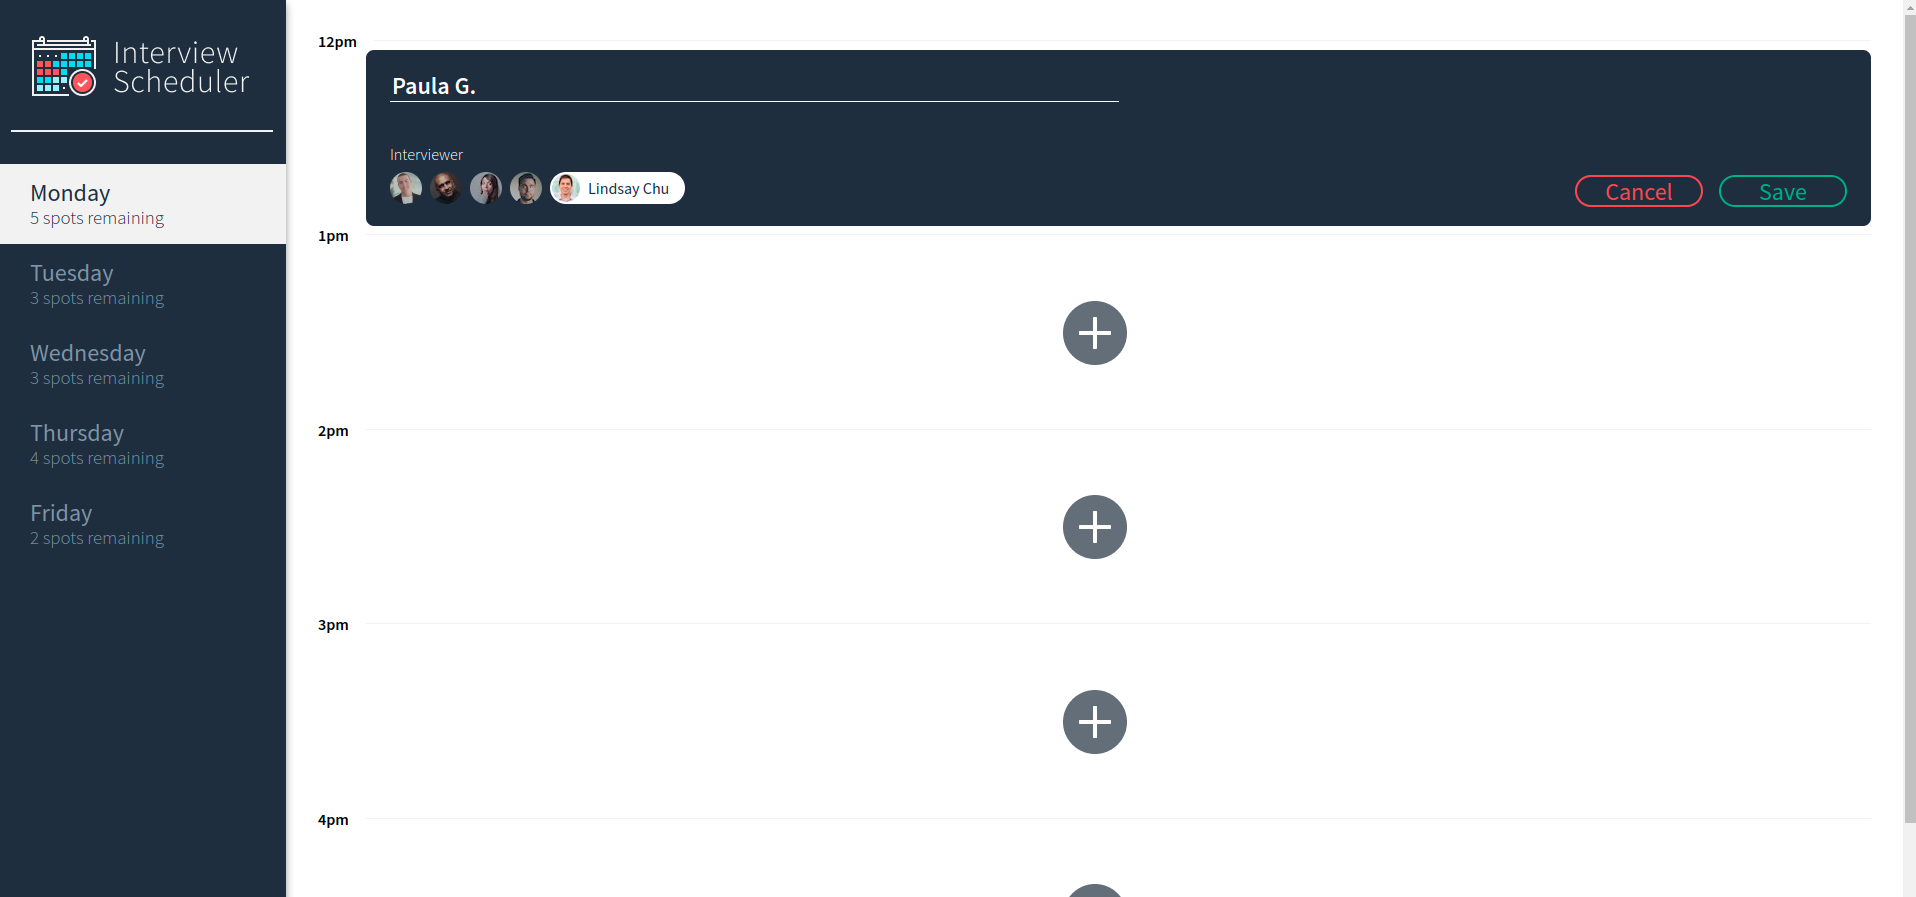 Interview
Scheduler
Monday
5 spots remaining
Tuesday
3 spots remaining
Wednesday
3 spots remaining
Thursday
4 spots remaining
Friday
2 spots remaining
12pm
Paula G.
Interviewer
Lindsay Chu
Cancel
Save
1pm
2pm
3pm
4pm